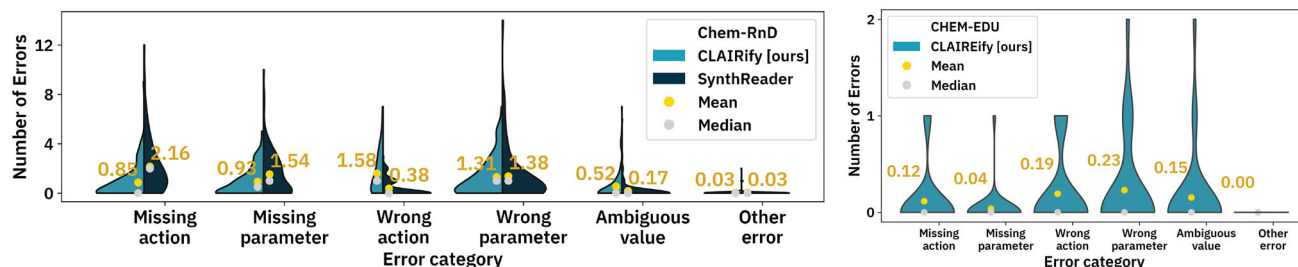 Number of Errors
12
8
4
0
Chem-RnD
CLAIRify [ours]
SynthReader
Mean
Median
0.85 2.16 0.93 1.54 1.58 0.38 1.31 1.38 0.52 0.17 0.03 0.03
Missing action
Missing parameter
Wrong action
Wrong parameter
Ambiguous value
Other error
Error category
Number of Errors
2
1
0
CHEM-EDU
CLAIREify [ours]
Mean
Median
0.12 0.04 0.19 0.23 0.15 0.00
Missing action
Missing parameter
Wrong action
Wrong parameter
Ambiguous value
Other error
Error category